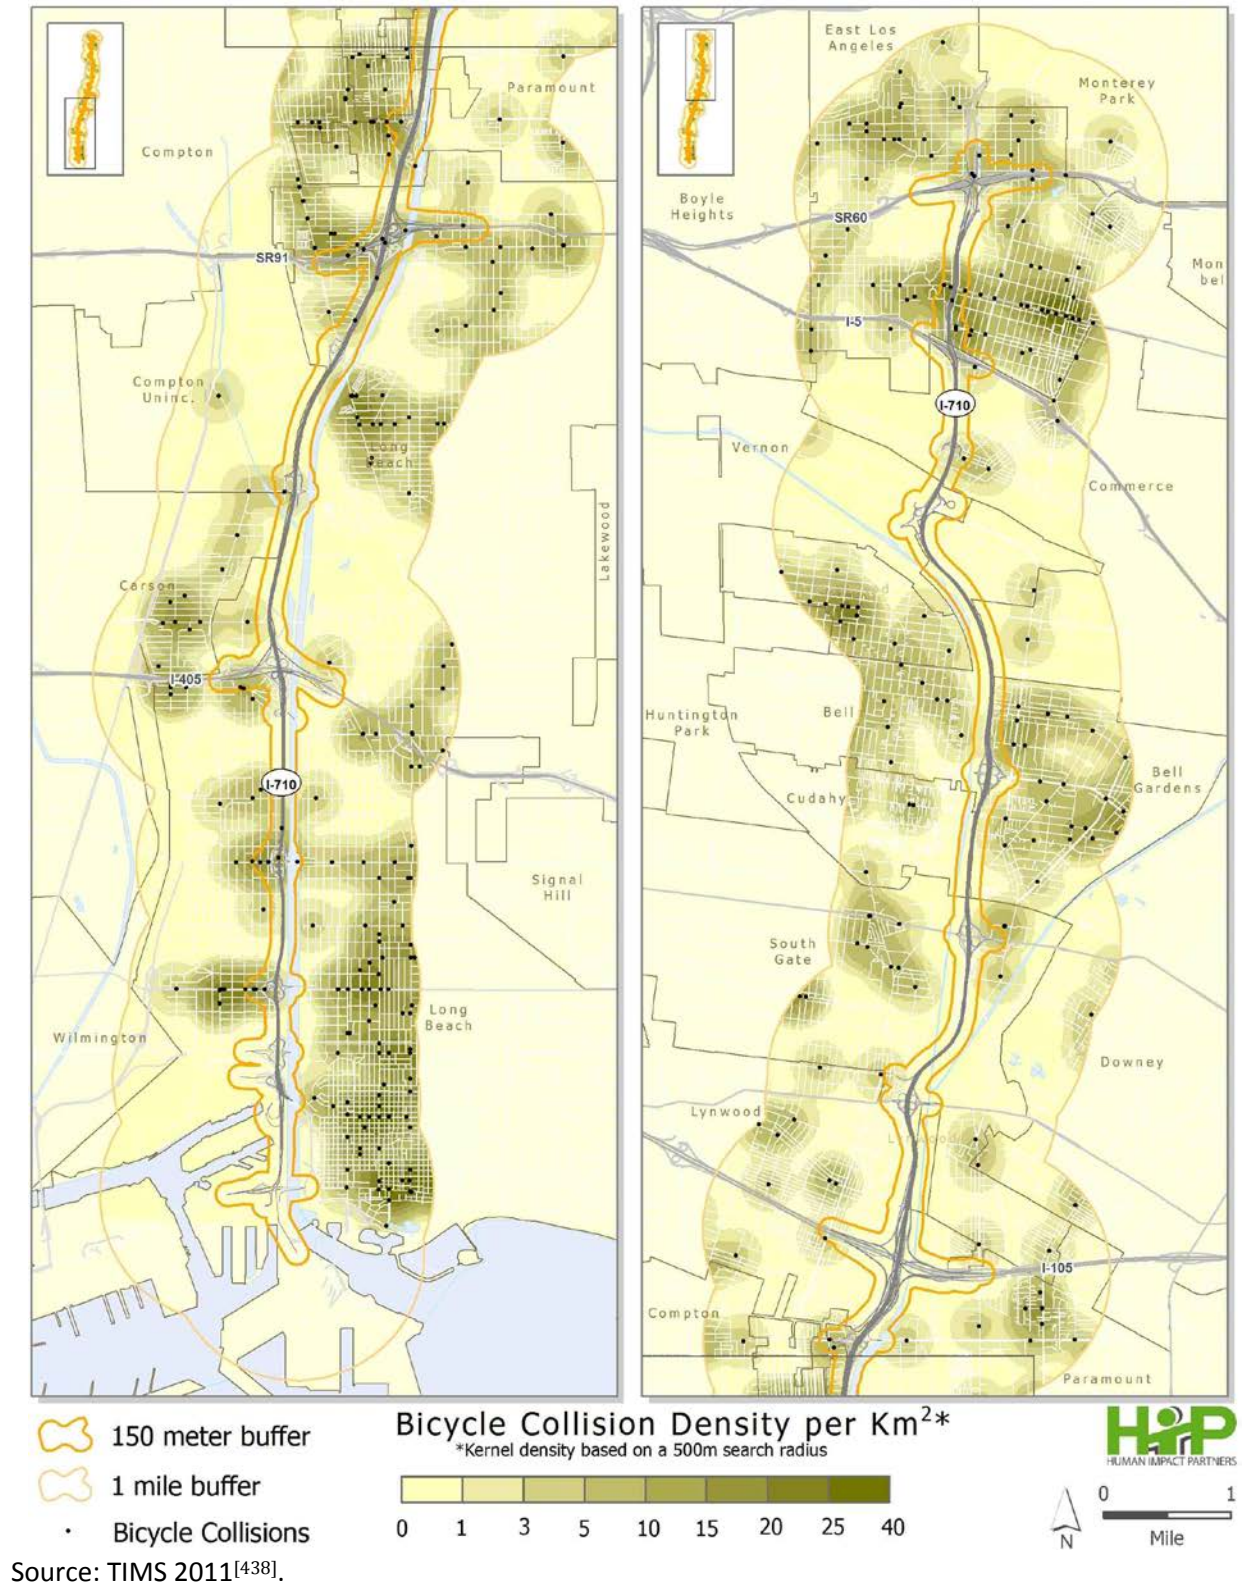 Paramount
Compton
SR91
Compton
Uninc.
Long
Beach
Lakewood
Carson
I-405
I-710
Signal
Hill
Long
Beach
Wilmington
East Los
Angeles
Monterey
Park
Boyle
Heights
SR60
Mon
bel
I-5
I-710
Vernon
Commerce
Huntington
Park
Bell
Cudahy
Bell
Gardens
South
Gate
Downey
Lynwood
Lynwood
I-105
Compton
Paramount
150 meter buffer
1 mile buffer
Bicycle Collisions
Bicycle Collision Density per Km2*
*Kernel density based on a 500m search radius
0 1 3 5 10 15 20 25 40
HIP
HUMAN IMPACT PARTNERS
N
0 1
Mile
Source: TIMS 2011[438].